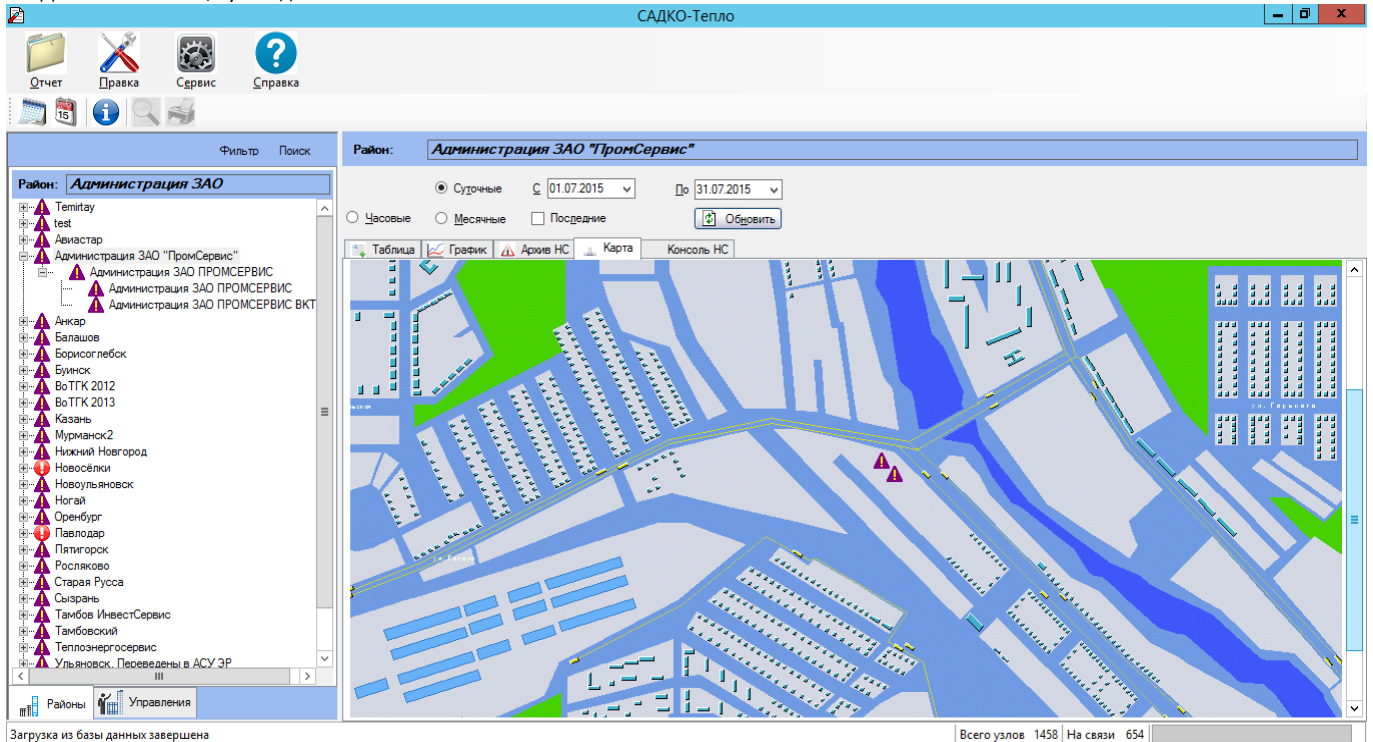 САДКО-Тепло
Отчет
Правка
Сервис
Справка
15
Фильтр Поиск
Район: Администрация ЗАО
Temirtay
test
Авиастар
Администрация ЗАО "ПромСервис"
Администрация ЗАО ПРОМСЕРВИС
Администрация ЗАО ПРОМСЕРВИС
Администрация ЗАО ПРОМСЕРВИС ВКТ
Анкар
Балашов
Борисоглебск
Буинск
ВоТГК 2012
ВоТГК 2013
Казань
Мурманск2
Нижний Новгород
Новосёлки
Новоульяновск
Ногай
Оренбург
Павлодар
Пятигорск
Росляково
Старая Русса
Сызрань
Тамбов ИнвестСервис
Тамбовский
Теплоэнергосервис
Ульяновск. Переведены в АСУ ЭР
Районы Управления
Район: Администрация ЗАО "ПромСервис"
Суточные С 01.07.2015 По 31.07.2015
Часовые Месячные Последние Обновить
Таблица График Архив НС Карта Консоль НС
ул. Горького
Загрузка из базы данных завершена
Всего узлов 1458 На связи 654